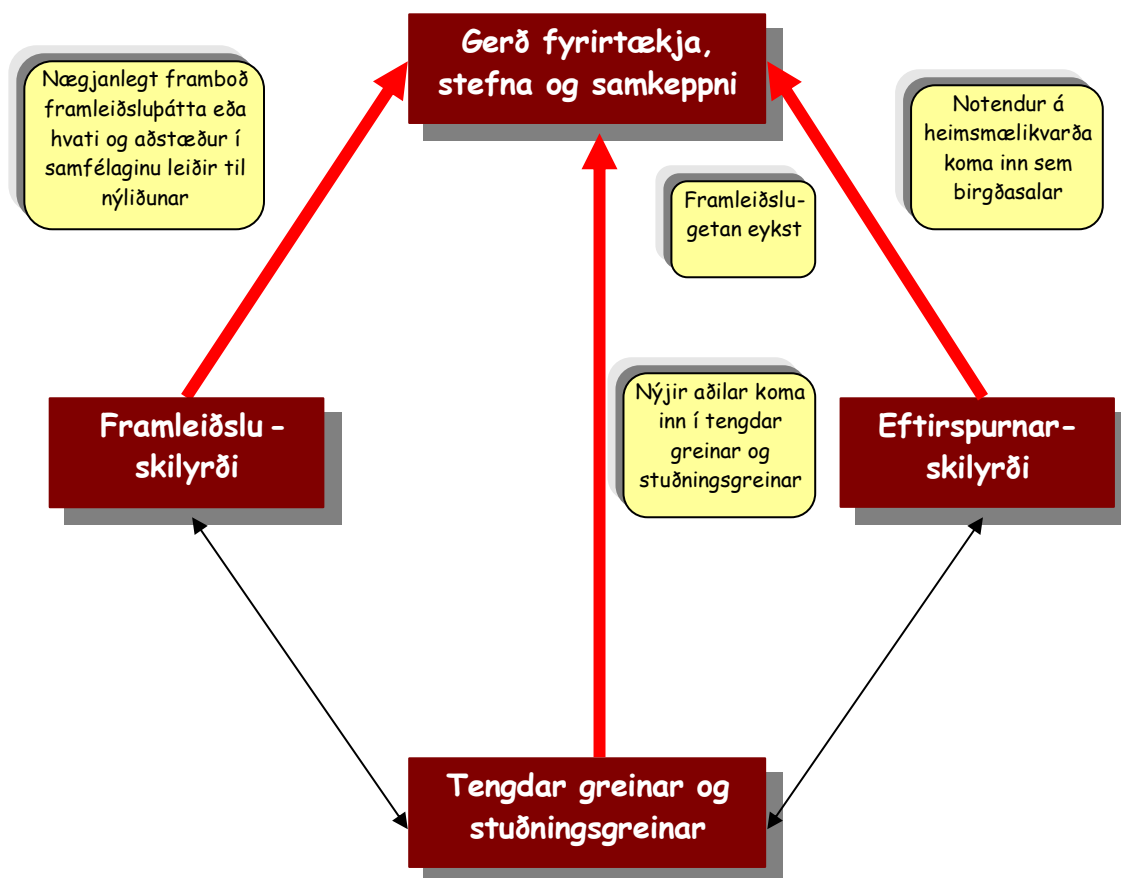 Gerð fyrirtækja,
stefna og samkeppni
Nægjanlegt framboð
framleiðsluþátta eða
hvati og aðstæður í
samfélaginu leiðir til
nýliðunar
Notendur á
heimsmælikvarða
koma inn sem
birgðasalar
Framleiðslu-
getan eykst
Nýjir aðilar koma
inn í tengdar
greinar og
stuðningsgreinar
Framleiðslu -
skilyrði
Eftirspurnar-
skilyrði
Tengdar greinar og
stuðningsgreinar